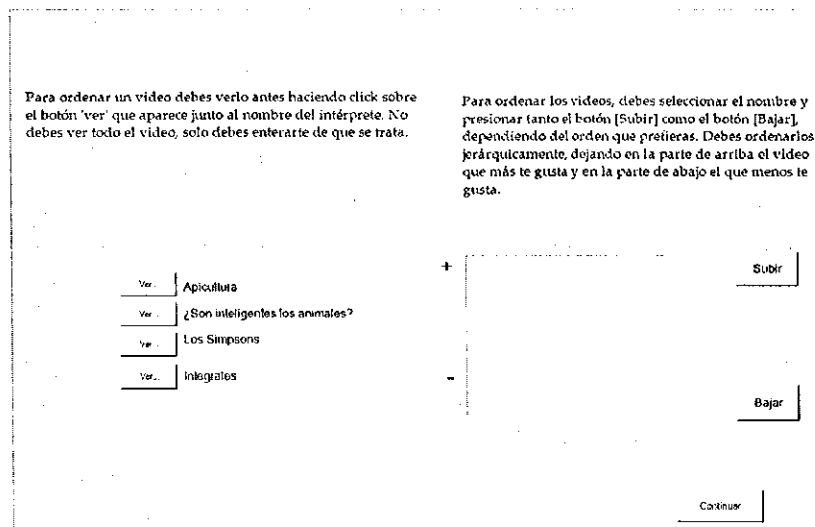 Para ordenar un video debes verlo antes haciendo click sobre
el botón 'ver' que aparece junto al nombre del intérprete. No
debes ver todo el video, solo debes enterarte de que se trata.
Para ordenar los videos, debes seleccionar el nombre y
presionar tanto el botón [Subir] como el botón [Bajar],
dependiendo del orden que prefieras. Debes ordenarlos
jerárquicamente, dejando en la parte de arriba el video
que más te gusta y en la parte de abajo el que menos te
gusta.
Ver... Apicultura
Ver... ¿Son inteligentes los animales?
Ver... Los Simpsons
Ver... Integrales
+
-
Subir
Bajar
Continuar